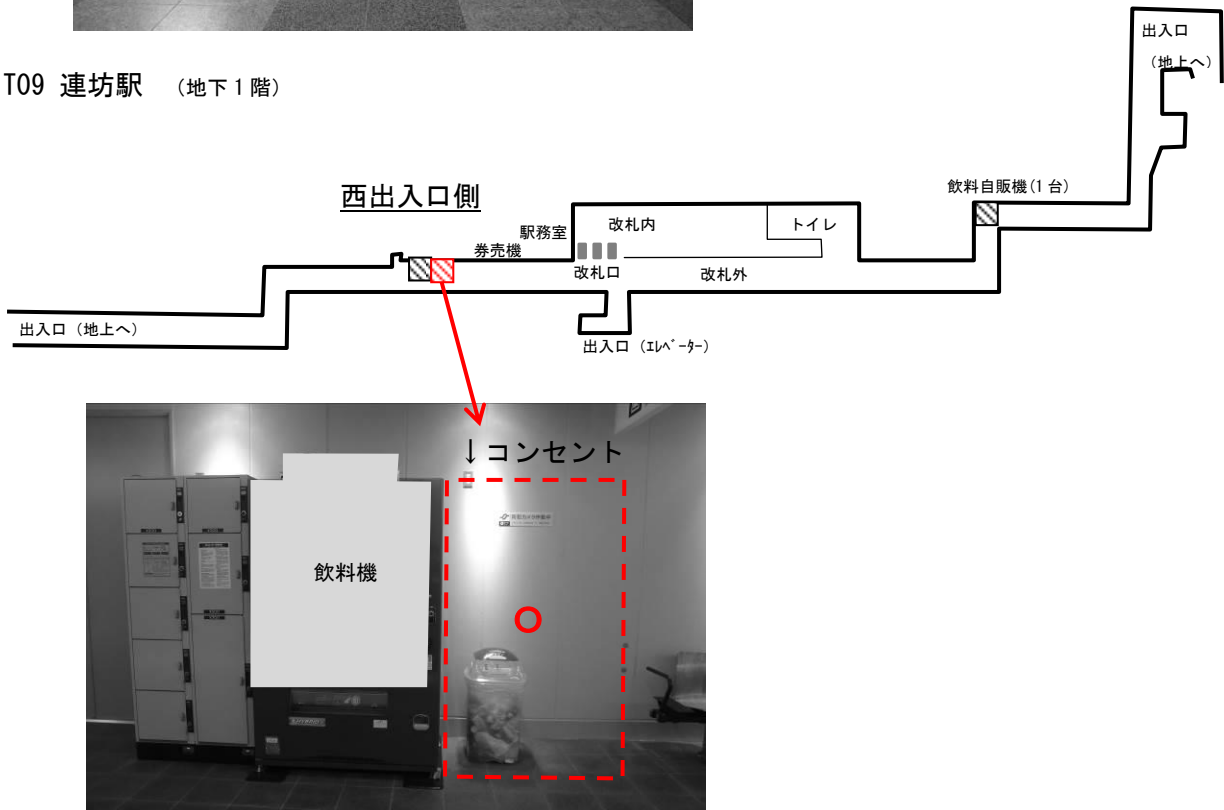 T09 連坊駅 (地下1階)
出入口
(地上へ)
西出入口側
飲料自販機(1台)
駅務室
改札内
トイレ
券売機
改札口
改札外
出入口 (地上へ)
出入口 (エレベーター)
↓コンセント
飲料機